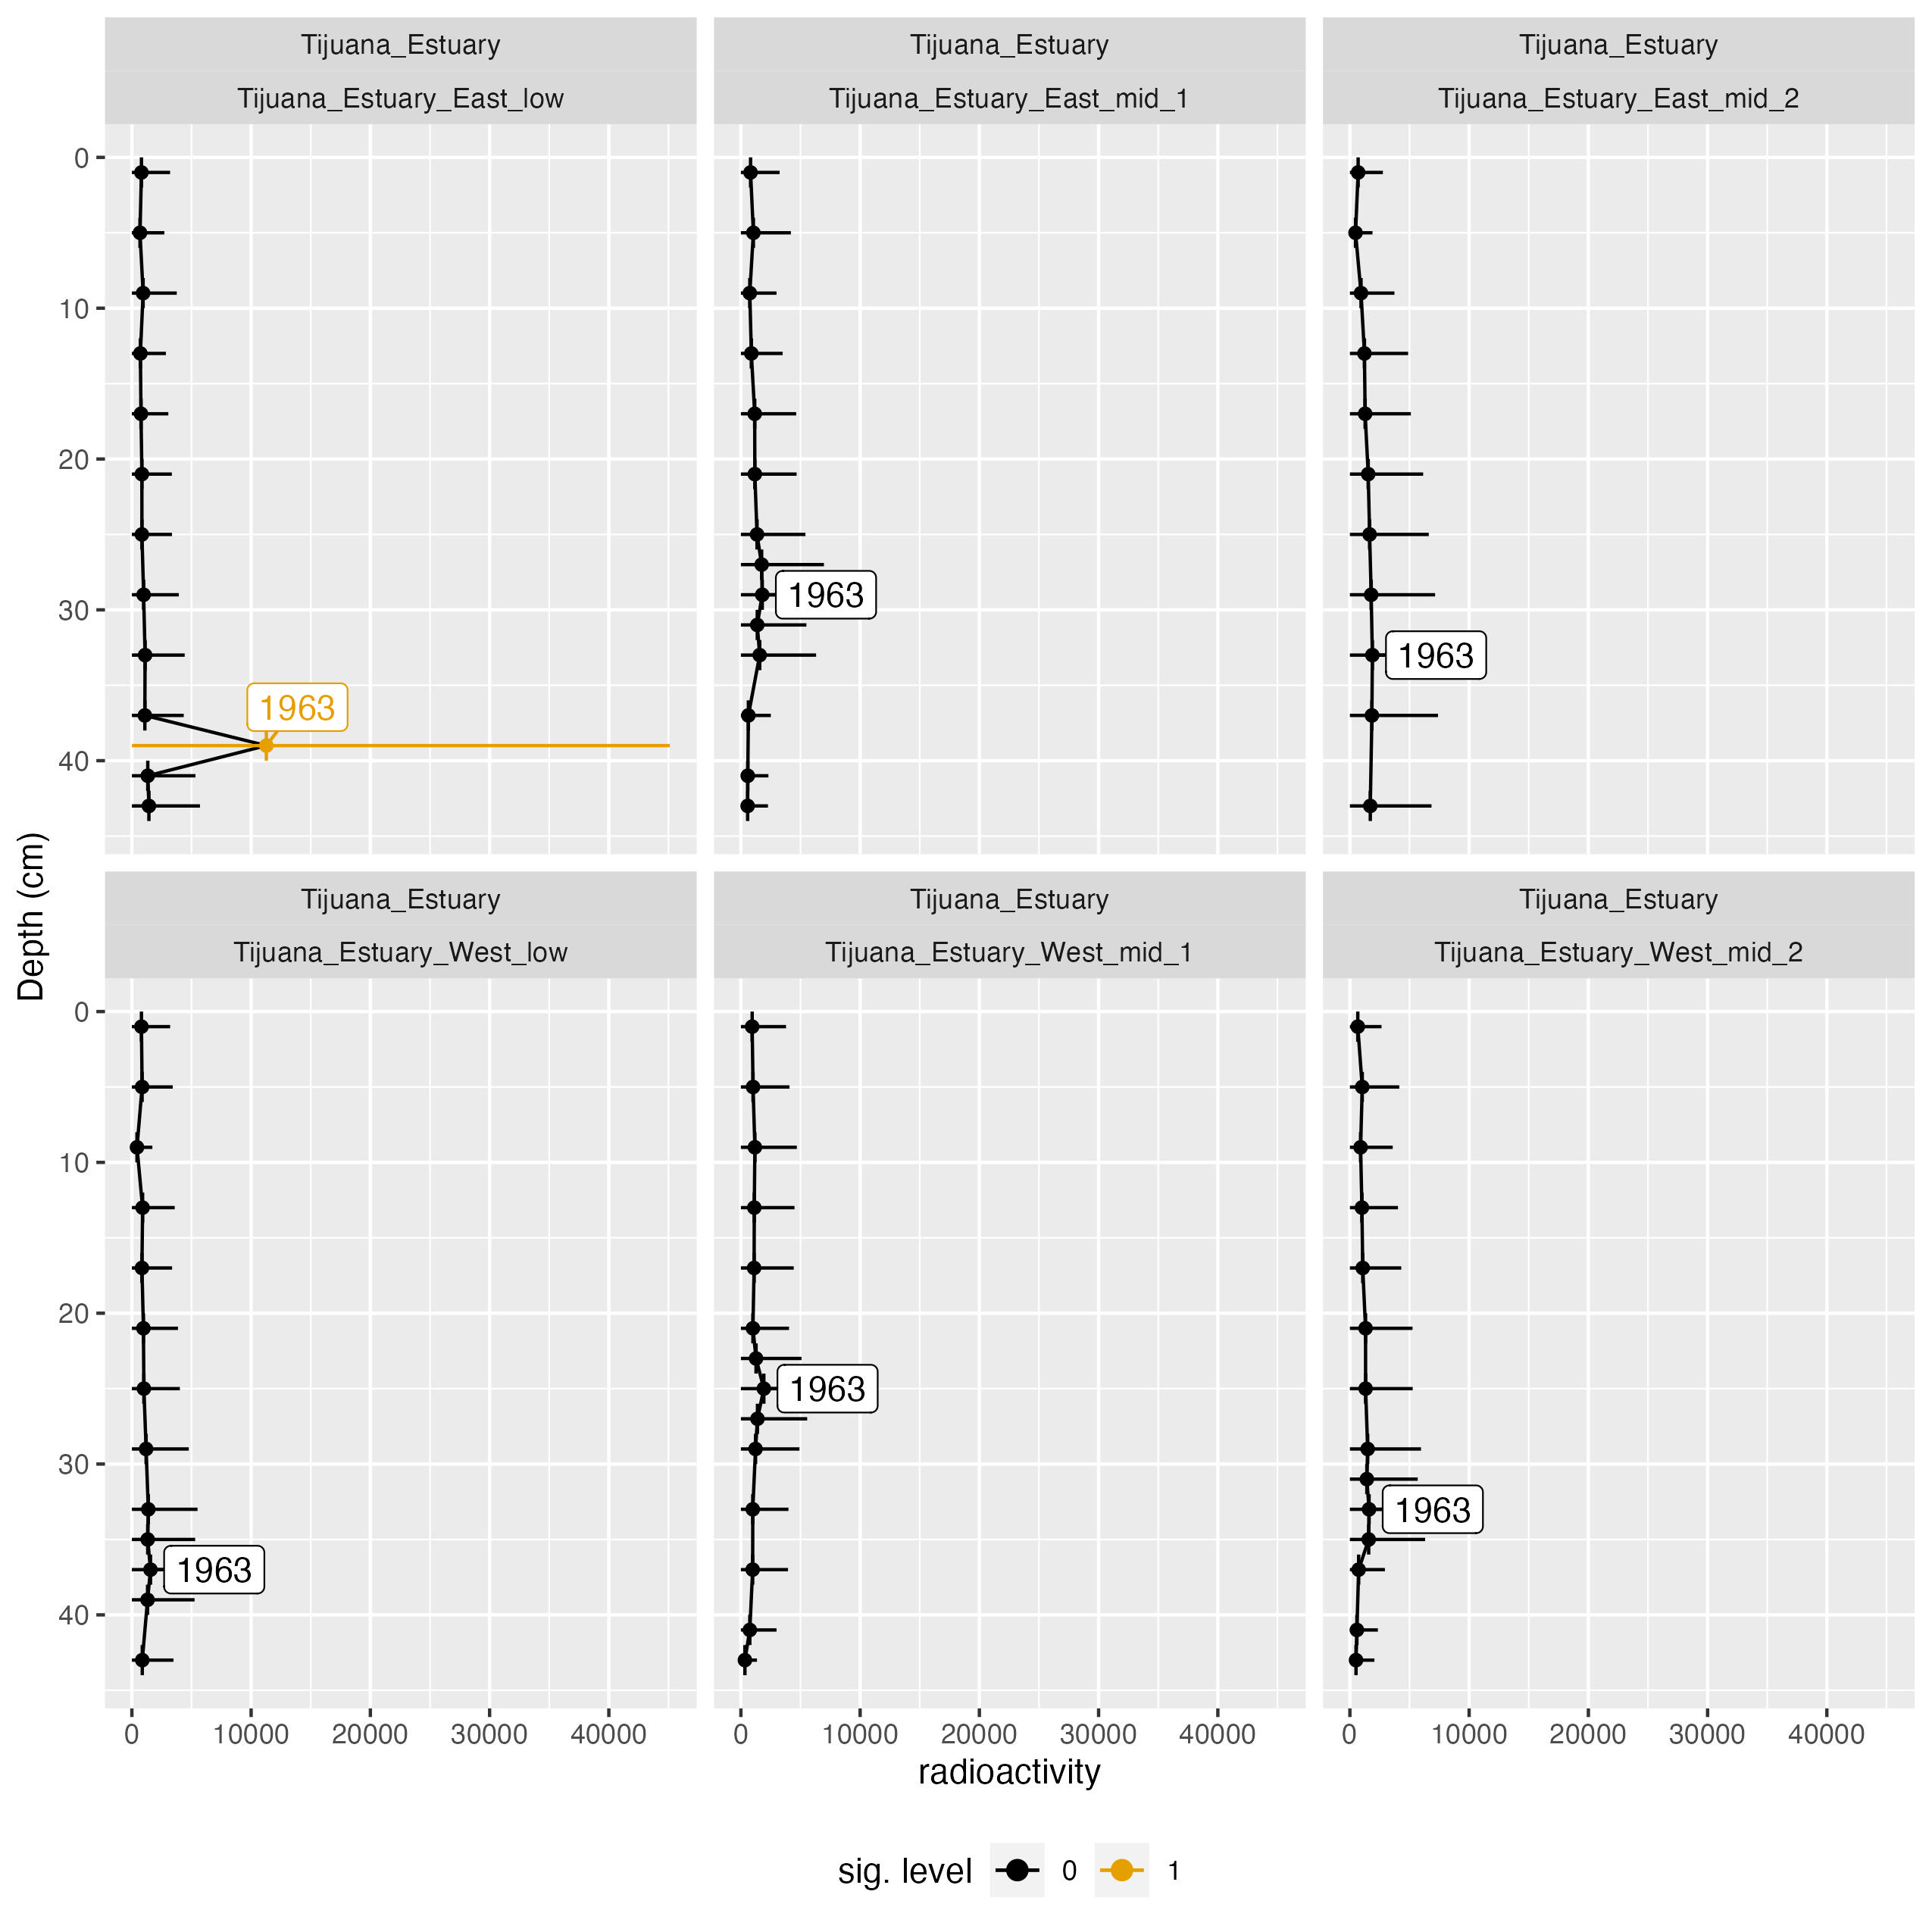 Tijuana_Estuary Tijuana_Estuary Tijuana_Estuary
Tijuana_Estuary_East_low Tijuana_Estuary_East_mid_1 Tijuana_Estuary_East_mid_2
0
10
20
30
40
1963
1963
1963
Depth (cm)
Tijuana_Estuary Tijuana_Estuary Tijuana_Estuary
Tijuana_Estuary_West_low Tijuana_Estuary_West_mid_1 Tijuana_Estuary_West_mid_2
0
10
20
30
40
1963
1963
1963
0 10000 20000 30000 40000 0 10000 20000 30000 40000 0 10000 20000 30000 40000
radioactivity
sig. level 0 1